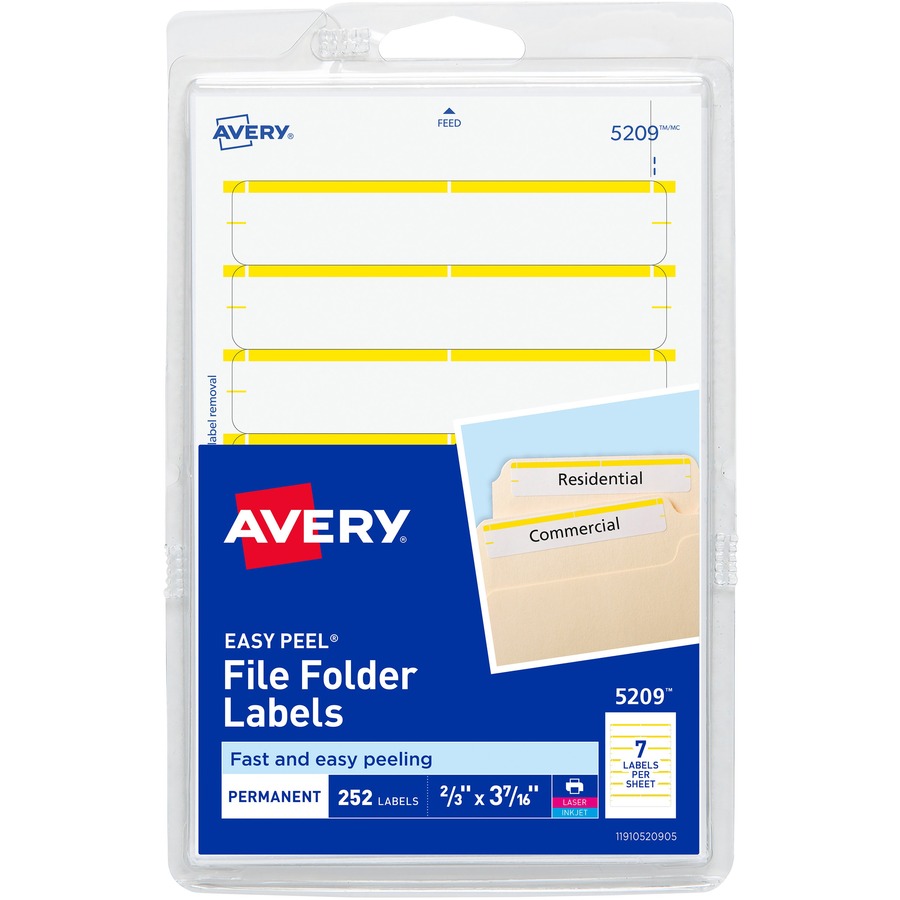 AVERY®
FEED
5209™/MC
label removal
Residential
Commercial
AVERY®
EASY PEEL®
File Folder
Labels
Fast and easy peeling
PERMANENT
252 LABELS
2/3" x 3 7/16"
LASER
INKJET
5209™
7
LABELS
PER
SHEET
11910520905